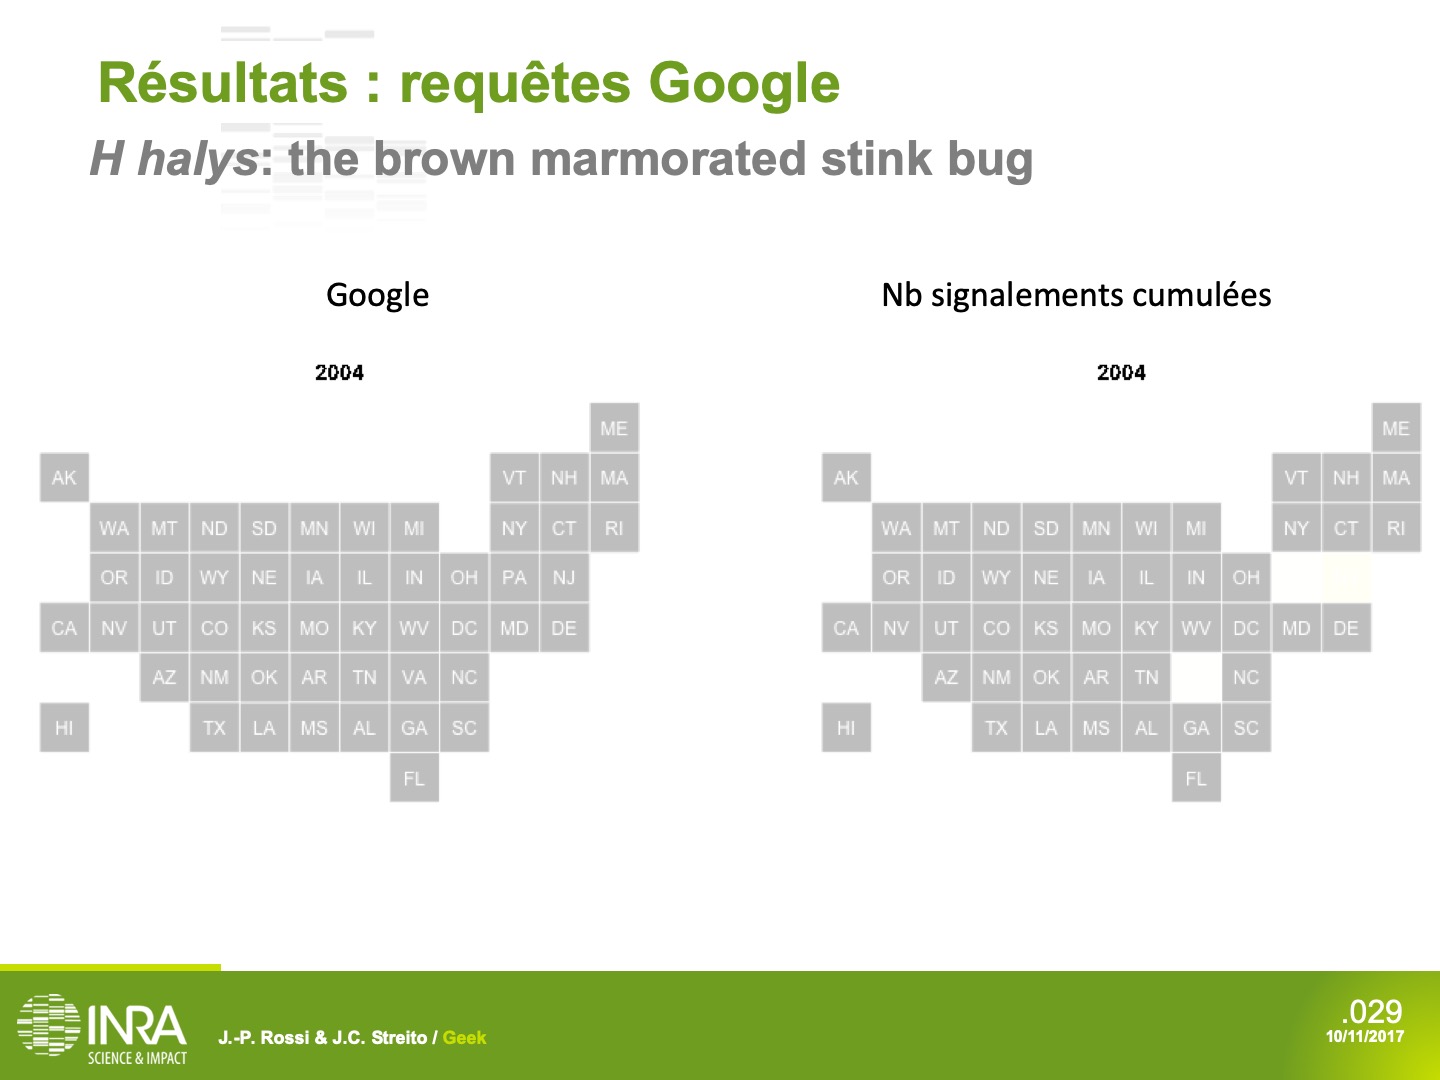 Résultats : requêtes Google
H halys: the brown marmorated stink bug
Google
Nb signalements cumulées
2004
2004
ME
ME
AK
VT NH MA
AK
VT NH MA
WA MT ND SD MN WI MI
NY CT RI
WA MT ND SD MN WI MI
NY CT RI
OR ID WY NE IA IL IN OH PA NJ
OR ID WY NE IA IL IN OH
CA NV UT CO KS MO KY WV DC MD DE
CA NV UT CO KS MO KY WV DC MD DE
AZ NM OK AR TN VA NC
AZ NM OK AR TN
NC
HI
TX LA MS AL GA SC
HI
TX LA MS AL GA SC
FL
FL
INRA
SCIENCE & IMPACT
J.-P. Rossi & J.C. Streito / Geek
.029
10/11/2017